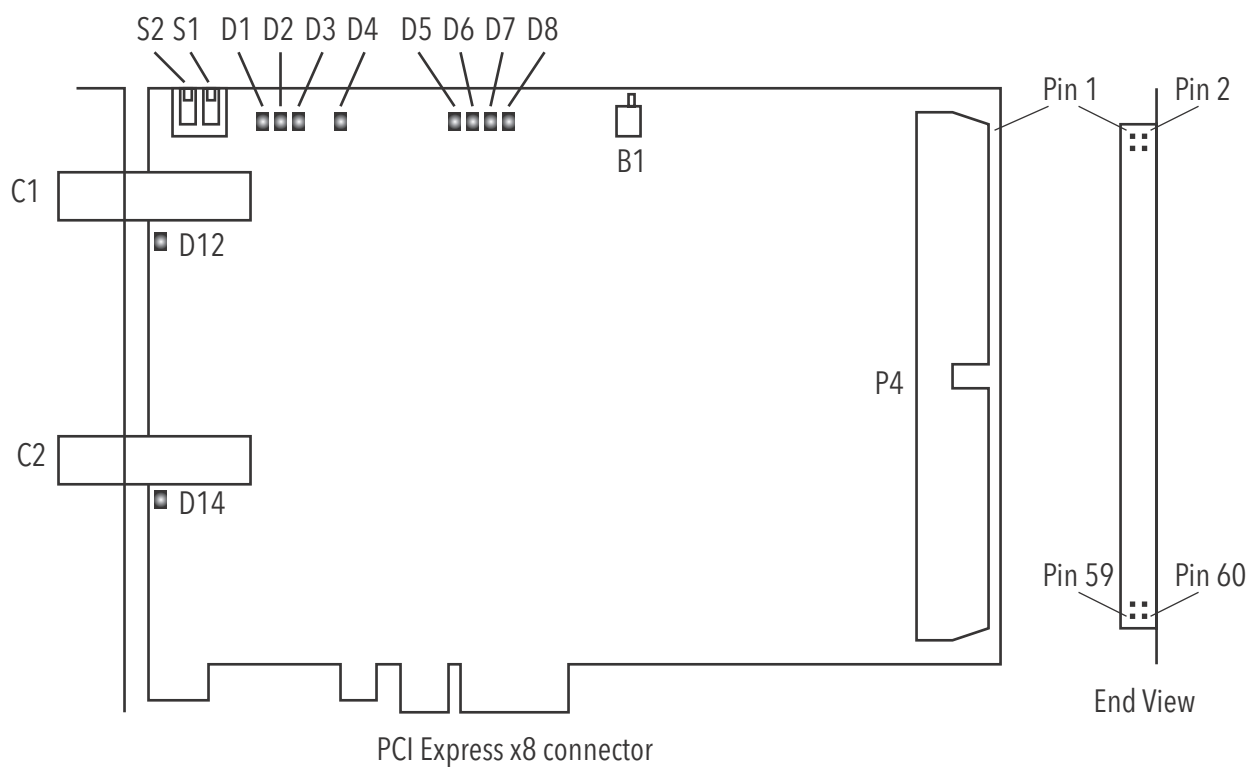 S2 S1 D1 D2 D3 D4 D5 D6 D7 D8
Pin 1 Pin 2
B1
C1
D12
P4
C2
D14
Pin 59 Pin 60
End View
PCI Express x8 connector